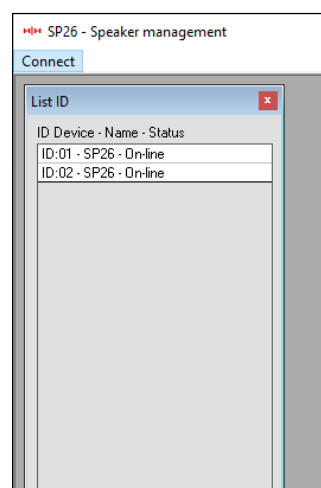 SP26 - Speaker management
Connect
List ID
ID Device - Name - Status
ID:01 - SP26 - On-line
ID:02 - SP26 - On-line